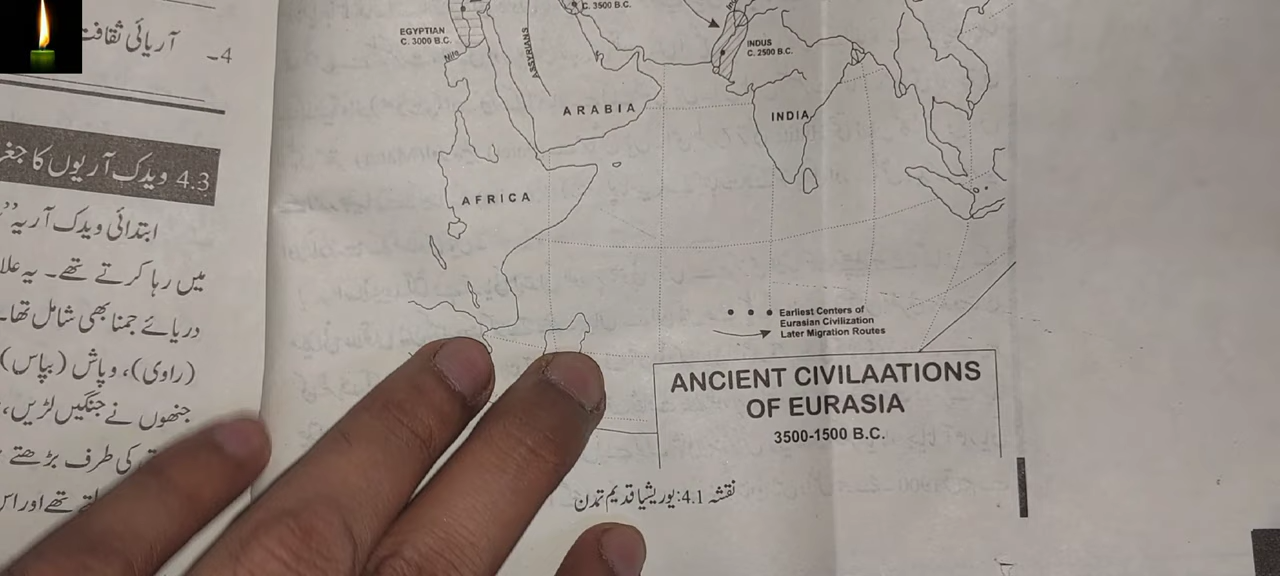 4۔ آریائی ثقافت
4.3 ویدک آریوں کا
ابتدائی ویدک آریہ
میں رہا کرتے تھے۔ یہ
دریائے جمنا بھی شامل تھا۔
(راوی)، وپاش (بیاس)
جنھوں نے جنگیں لڑیں،
کی طرف بڑھتے
تھے اور اس
EGYPTIAN
C. 3000 B.C.
Nile
ASSYRIANS
C. 3500 B.C.
INDUS
C. 2500 B.C.
ARABIA
INDIA
AFRICA
Earliest Centers of
Eurasian Civilization
Later Migration Routes
ANCIENT CIVILAATIONS
OF EURASIA
3500-1500 B.C.
نقشہ 4.1: یوریشیا قدیم تمدن